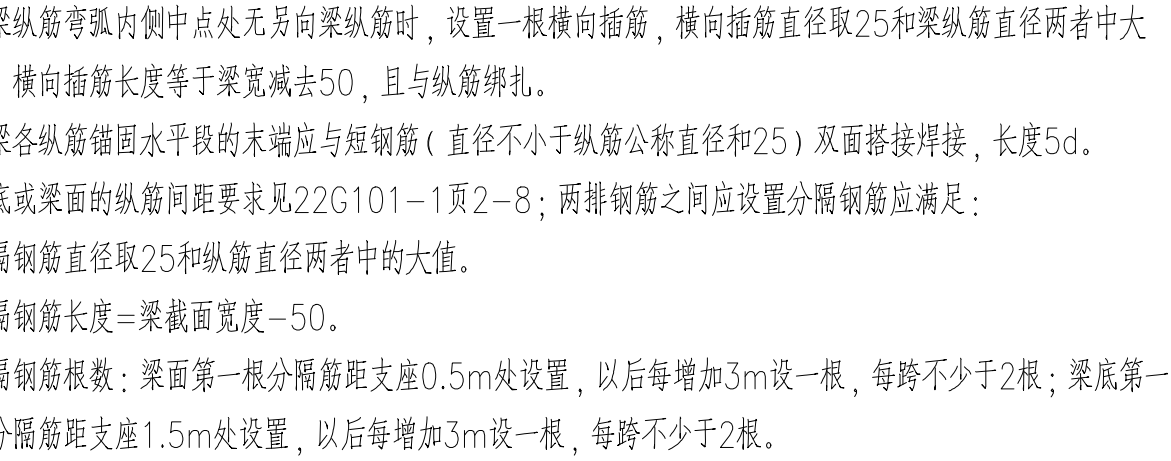 梁纵筋弯弧内侧中点处无另向梁纵筋时，设置一根横向插筋，横向插筋直径取25和梁纵筋直径两者中大
横向插筋长度等于梁宽减去50，且与纵筋绑扎。
梁各纵筋锚固水平段的末端应与短钢筋(直径不小于纵筋公称直径和25)双面搭接焊接，长度5d。
底或梁面的纵筋间距要求见22G101-1页2-8；两排钢筋之间应设置分隔钢筋应满足：
隔钢筋直径取25和纵筋直径两者中的大值。
隔钢筋长度=梁截面宽度-50。
隔钢筋根数：梁面第一根分隔筋距支座0.5m处设置，以后每增加3m设一根，每跨不少于2根；梁底第一
分隔筋距支座1.5m处设置，以后每增加3m设一根，每跨不少于2根。